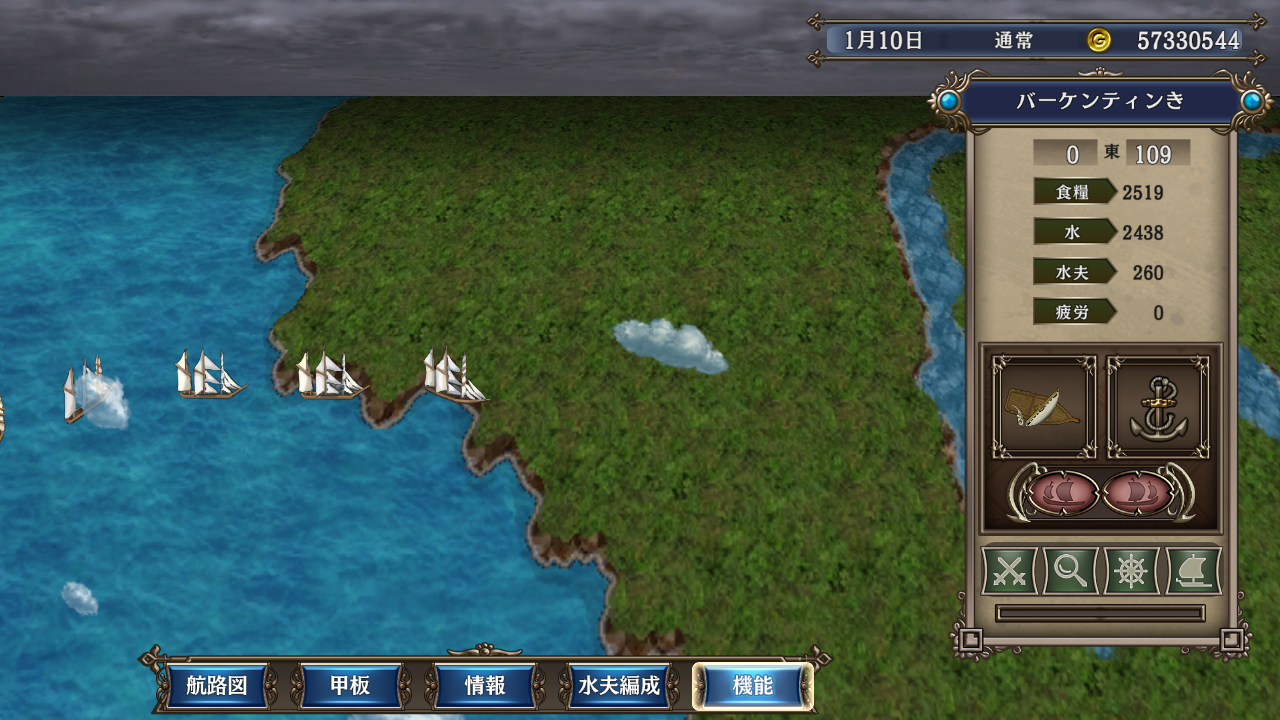 1月10日 通常 G 57330544
バーケンティンき
0 東 109
食糧 2519
水 2438
水夫 260
疲労 0
航路図 甲板 情報 水夫編成 機能